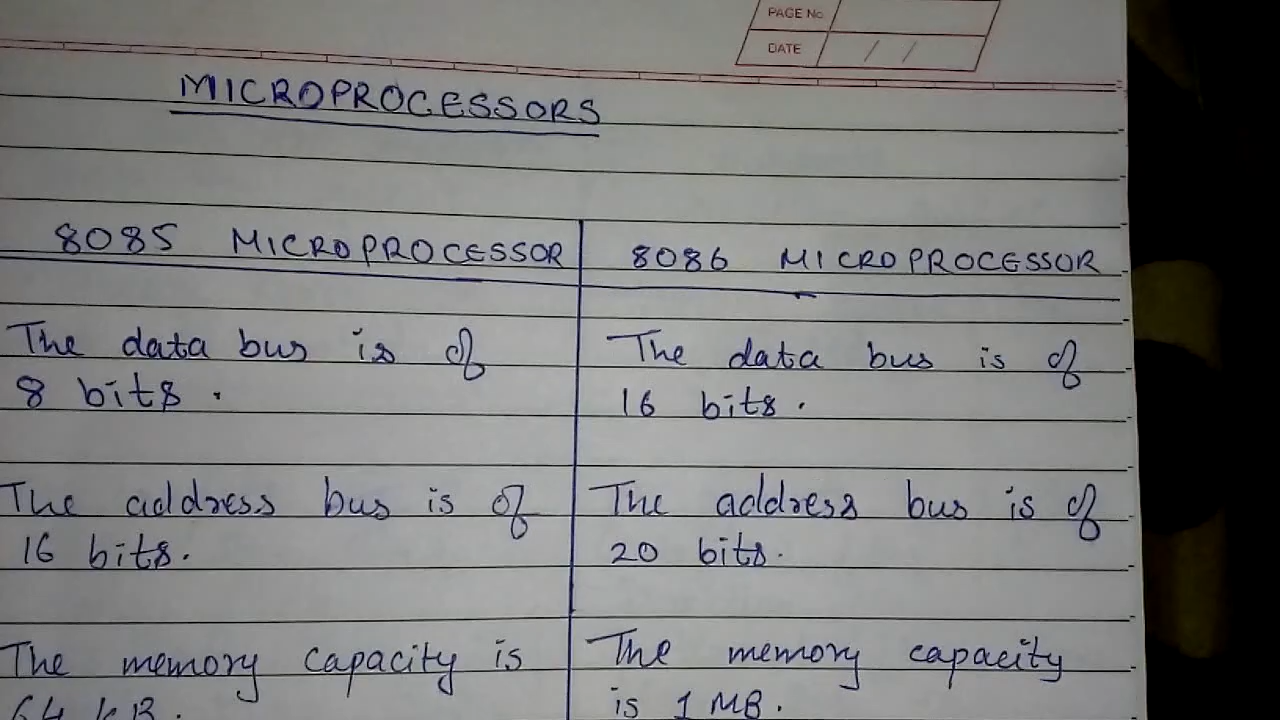 PAGE No
DATE / /
MICROPROCESSORS
8085 MICROPROCESSOR
The data bus is of
8 bits.
The address bus is of
16 bits.
The memory capacity is
64 kB.
8086 MICROPROCESSOR
The data bus is of
16 bits.
The address bus is of
20 bits.
The memory capacity
is 1 MB.